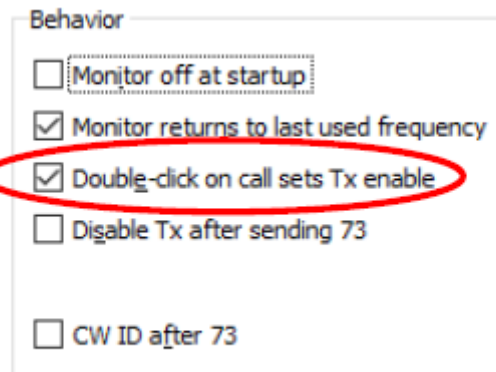 Behavior
Monitor off at startup
Monitor returns to last used frequency
Double-click on call sets Tx enable
Disable Tx after sending 73
CW ID after 73